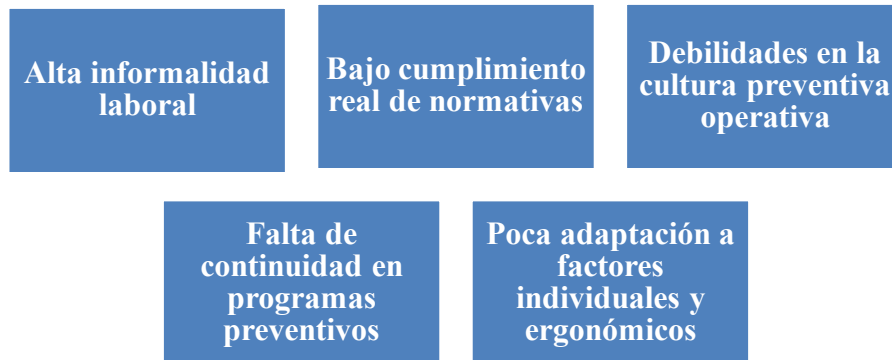 Alta informalidad
laboral
Bajo cumplimiento
real de normativas
Debilidades en la
cultura preventiva
operativa
Falta de
continuidad en
programas
preventivos
Poca adaptación a
factores
individuales y
ergonómicos